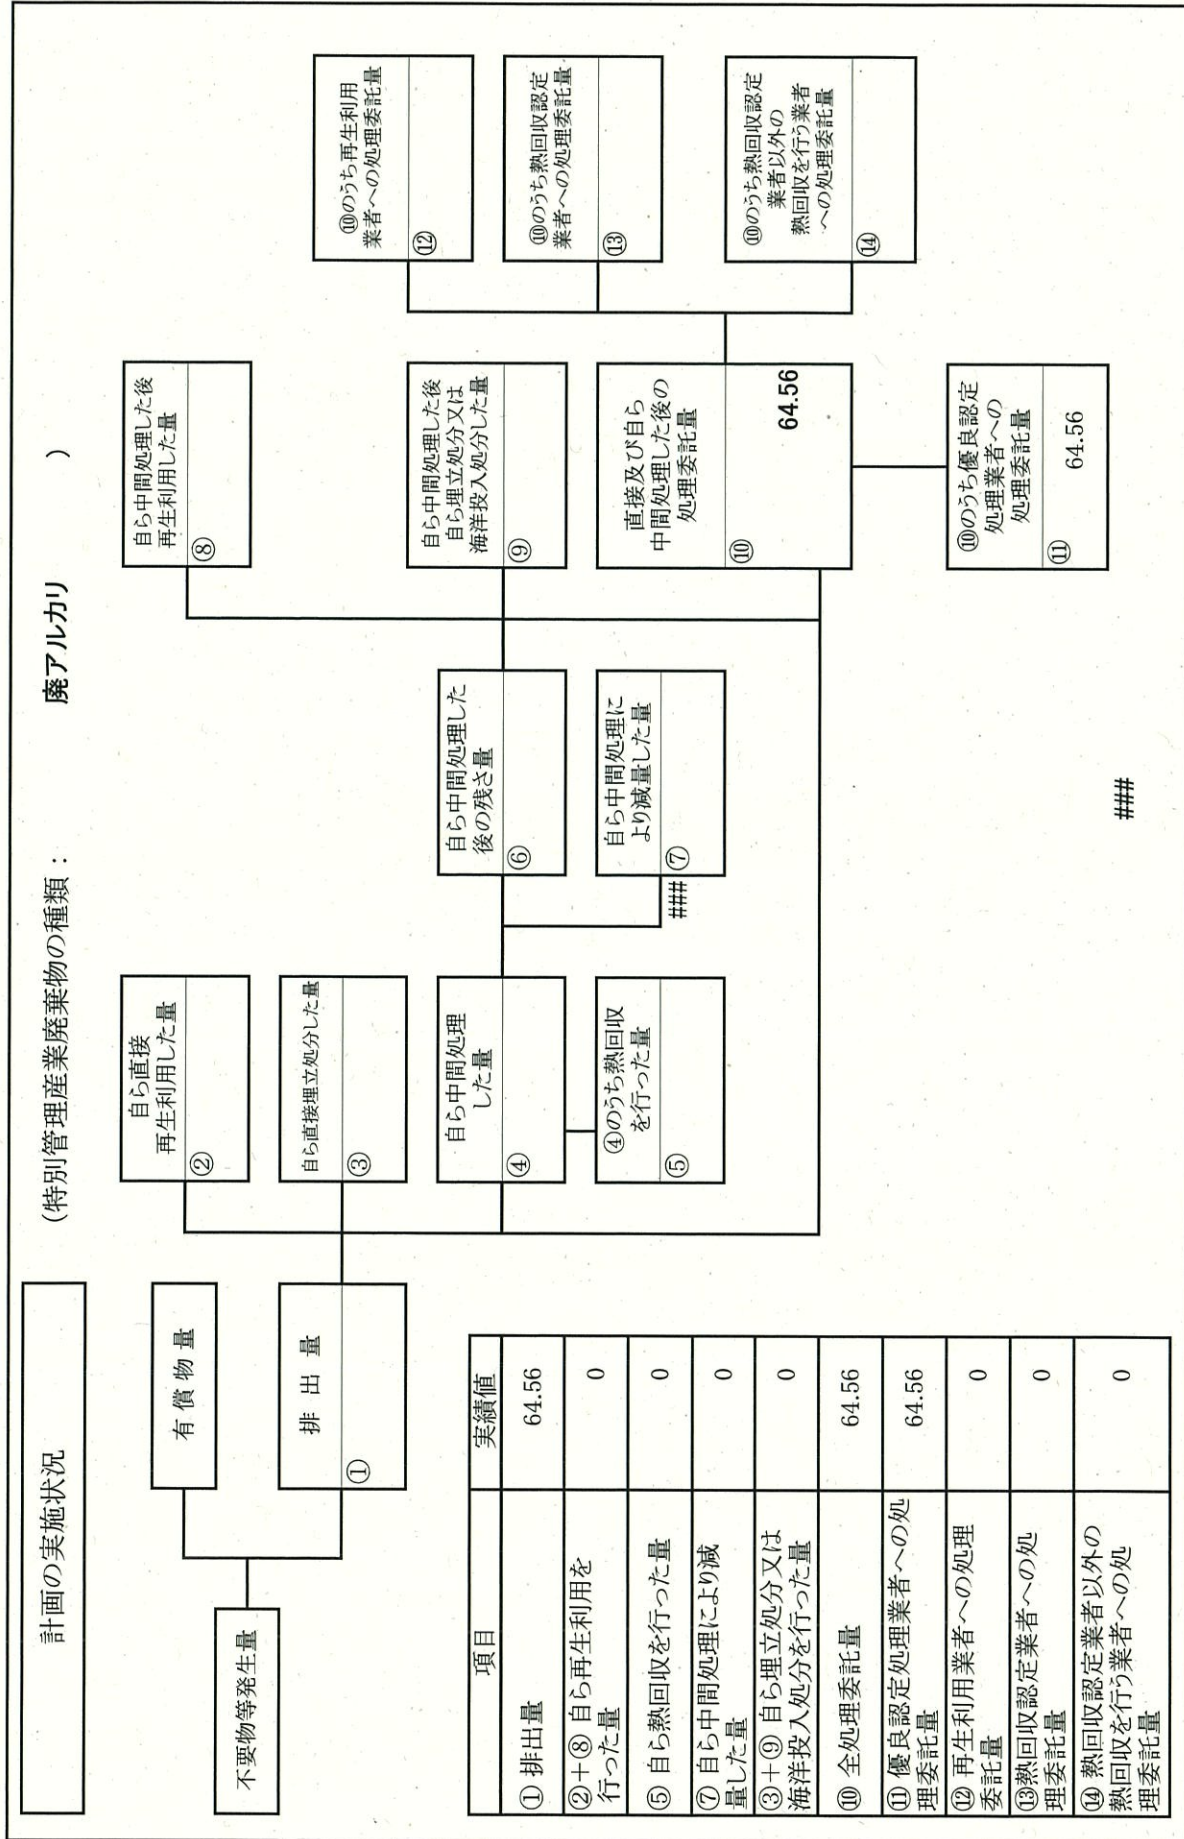 計画の実施状況
(特別管理産業廃棄物の種類：　廃アルカリ　)
不要物等発生量
有償物量
排出量
①
自ら直接
再生利用した量
②
自ら直接埋立処分した量
③
自ら中間処理
した量
④
④のうち熱回収
を行った量
⑤
自ら中間処理した
後の残さ量
⑥
自ら中間処理に
より減量した量
⑦
###
自ら中間処理した後
再生利用した量
⑧
自ら中間処理した後
自ら埋立処分又は
海洋投入処分した量
⑨
直接及び自ら
中間処理した後の
処理委託量
⑩
64.56
⑩のうち優良認定
処理業者への
処理委託量
⑪
64.56
⑩のうち再生利用
業者への処理委託量
⑫
⑩のうち熱回収認定
業者への処理委託量
⑬
⑩のうち熱回収認定
業者以外の
熱回収を行う業者
への処理委託量
⑭
###
項目 実績値
① 排出量 64.56
②+⑧ 自ら再生利用を
行った量 0
⑤ 自ら熱回収を行った量 0
⑦ 自ら中間処理により減
量した量 0
③+⑨ 自ら埋立処分又は
海洋投入処分を行った量 0
⑩ 全処理委託量 64.56
⑪ 優良認定処理業者への処
理委託量 64.56
⑫ 再生利用業者への処理
委託量 0
⑬熱回収認定業者への処
理委託量 0
⑭ 熱回収認定業者以外の
熱回収を行う業者への処
理委託量 0